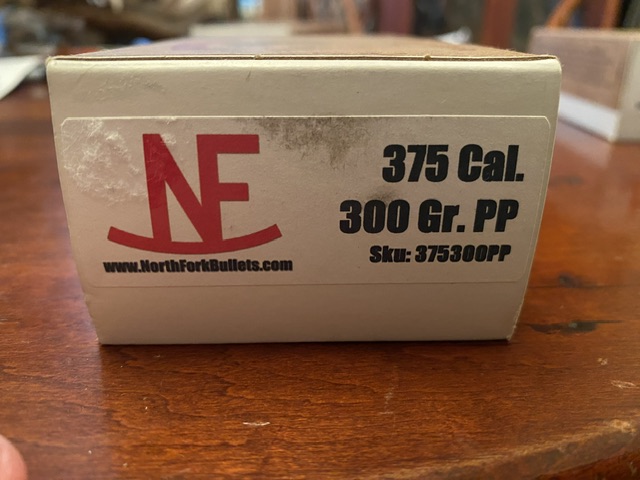 NF
www.NorthForkBullets.com
375 Cal.
300 Gr. PP
Sku: 375300PP